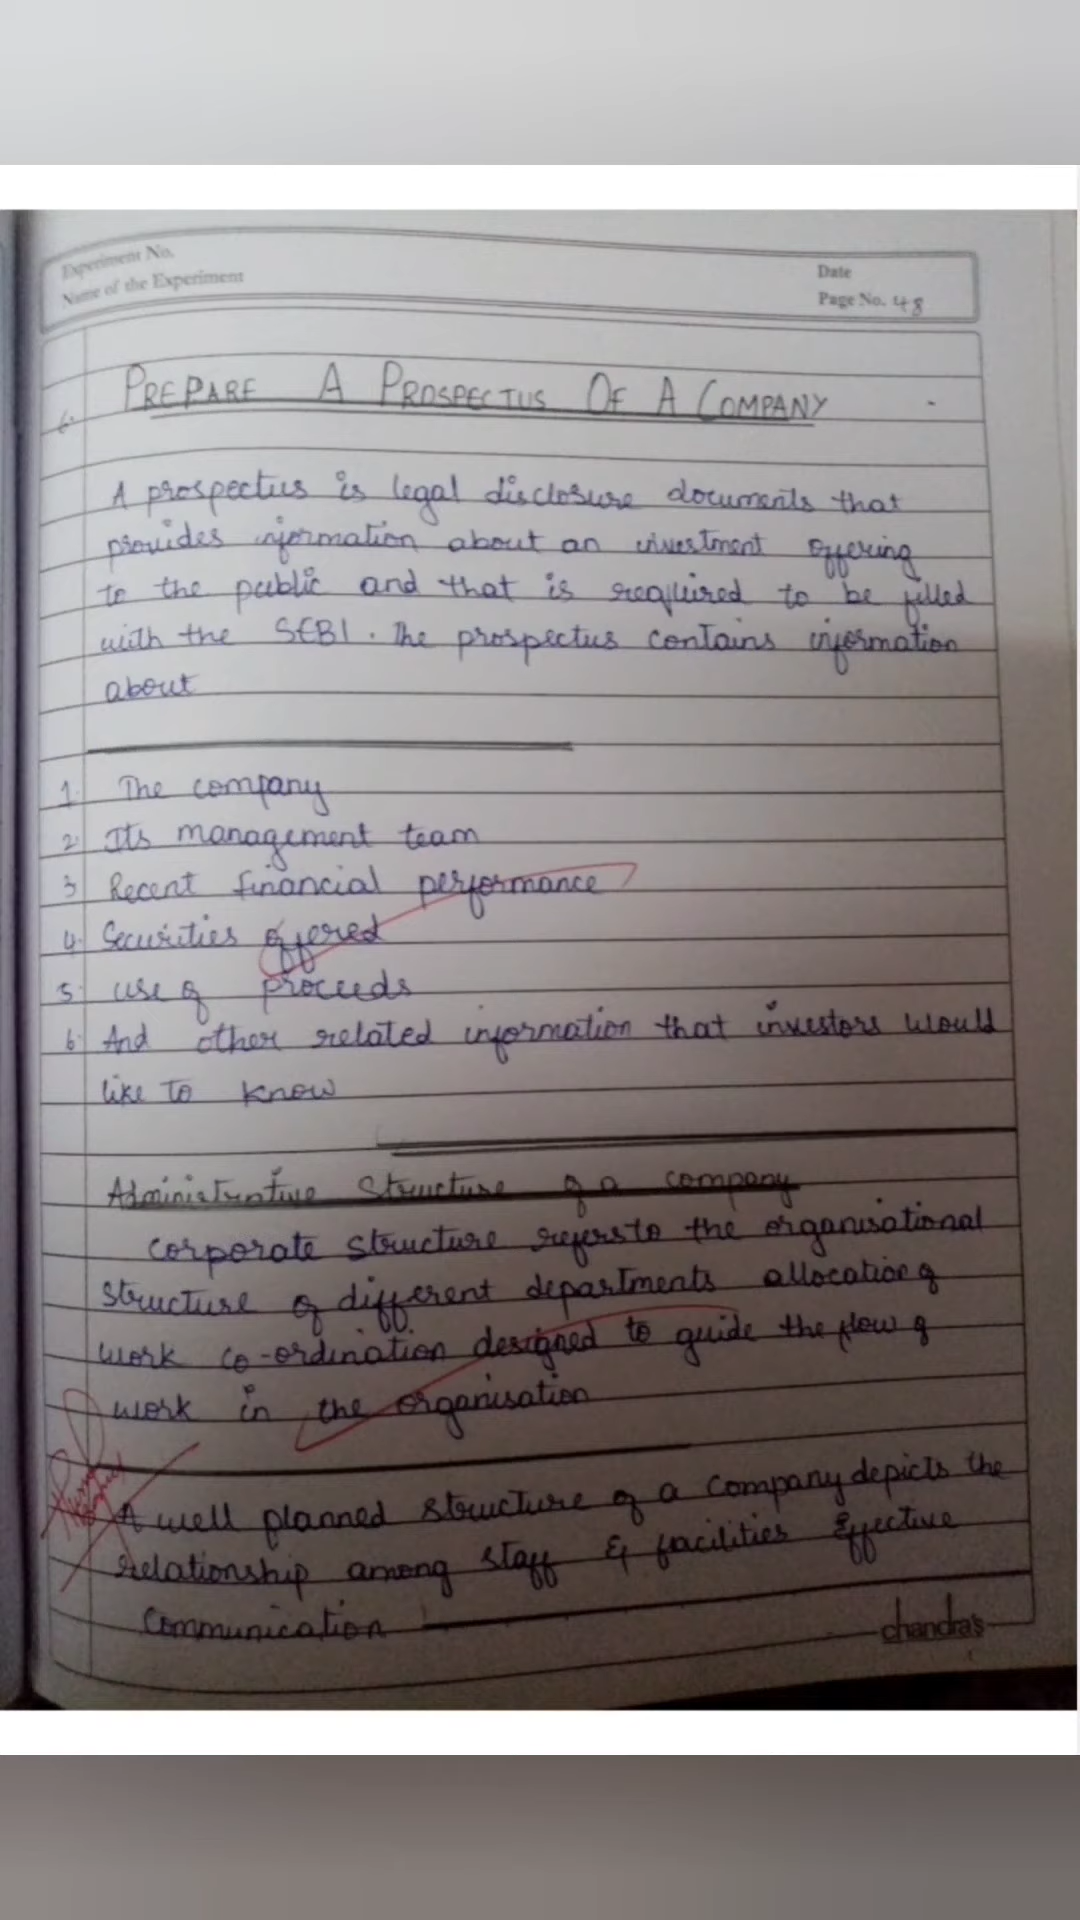 Experiment No.
Name of the Experiment
Date
Page No. 48
6.
PREPARE A PROSPECTUS OF A COMPANY
A prospectus is legal disclosure documents that
provides information about an investment offering
to the public and that is required to be filled
with the SEBI. The prospectus contains information
about
1. The company
2. Its management team
3. Recent financial performance
4. Securities offered
5. use of proceeds
6. And other related information that investors would
like to know
Administrative Structure of a company
corporate structure refers to the organisational
structure of different departments allocation of
work co-ordination designed to guide the flow of
work in the organisation
A well planned structure of a company depicts the
relationship among staff & facilities Effective
Communication
chandra's